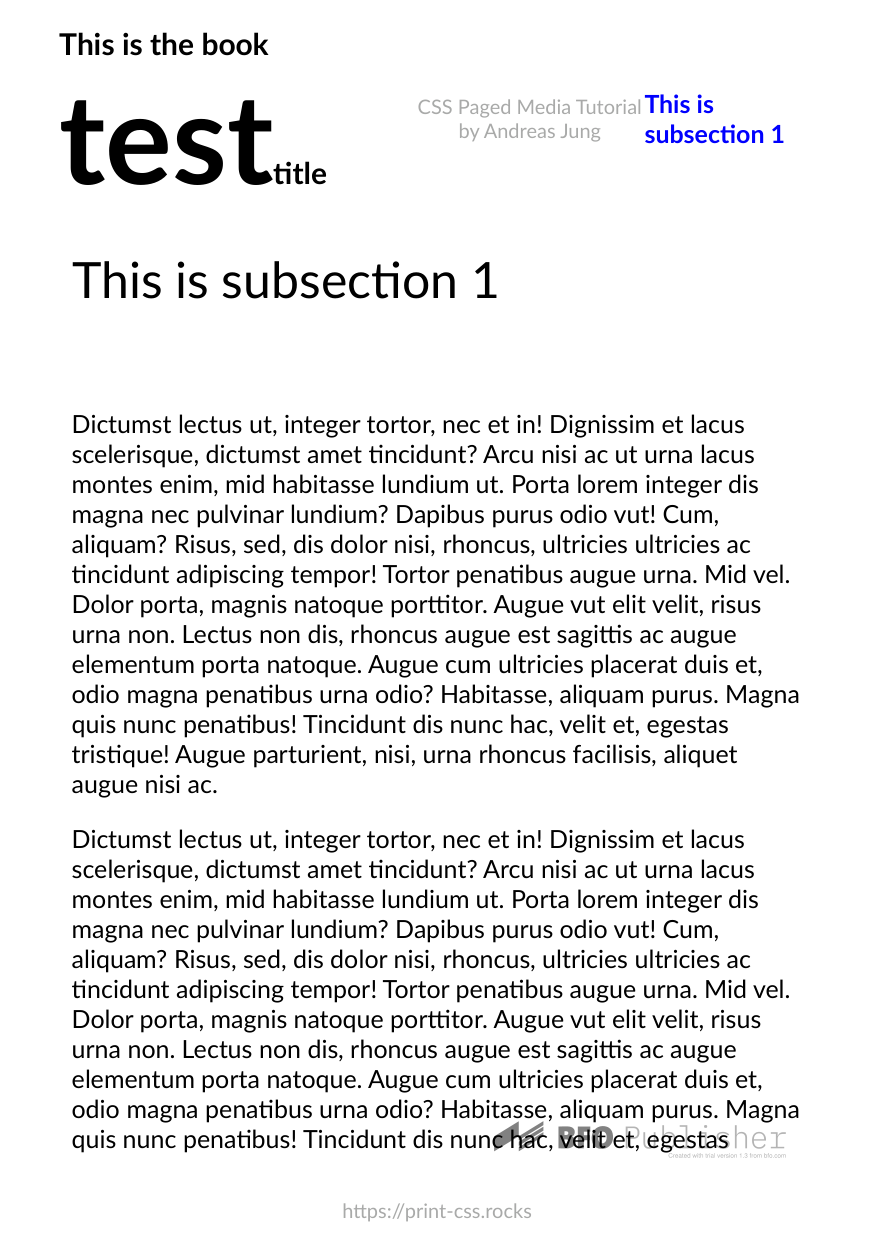 This is the book
testtitle
CSS Paged Media Tutorial
by Andreas Jung
This is
subsection 1
This is subsection 1
Dictumst lectus ut, integer tortor, nec et in! Dignissim et lacus
scelerisque, dictumst amet tincidunt? Arcu nisi ac ut urna lacus
montes enim, mid habitasse lundium ut. Porta lorem integer dis
magna nec pulvinar lundium? Dapibus purus odio vut! Cum,
aliquam? Risus, sed, dis dolor nisi, rhoncus, ultricies ultricies ac
tincidunt adipiscing tempor! Tortor penatibus augue urna. Mid vel.
Dolor porta, magnis natoque porttitor. Augue vut elit velit, risus
urna non. Lectus non dis, rhoncus augue est sagittis ac augue
elementum porta natoque. Augue cum ultricies placerat duis et,
odio magna penatibus urna odio? Habitasse, aliquam purus. Magna
quis nunc penatibus! Tincidunt dis nunc hac, velit et, egestas
tristique! Augue parturient, nisi, urna rhoncus facilisis, aliquet
augue nisi ac.
Dictumst lectus ut, integer tortor, nec et in! Dignissim et lacus
scelerisque, dictumst amet tincidunt? Arcu nisi ac ut urna lacus
montes enim, mid habitasse lundium ut. Porta lorem integer dis
magna nec pulvinar lundium? Dapibus purus odio vut! Cum,
aliquam? Risus, sed, dis dolor nisi, rhoncus, ultricies ultricies ac
tincidunt adipiscing tempor! Tortor penatibus augue urna. Mid vel.
Dolor porta, magnis natoque porttitor. Augue vut elit velit, risus
urna non. Lectus non dis, rhoncus augue est sagittis ac augue
elementum porta natoque. Augue cum ultricies placerat duis et,
odio magna penatibus urna odio? Habitasse, aliquam purus. Magna
quis nunc penatibus! Tincidunt dis nunc hac, velit et, egestas
BFO Publisher
Created with trial version 1.3 from bfo.com
https://print-css.rocks